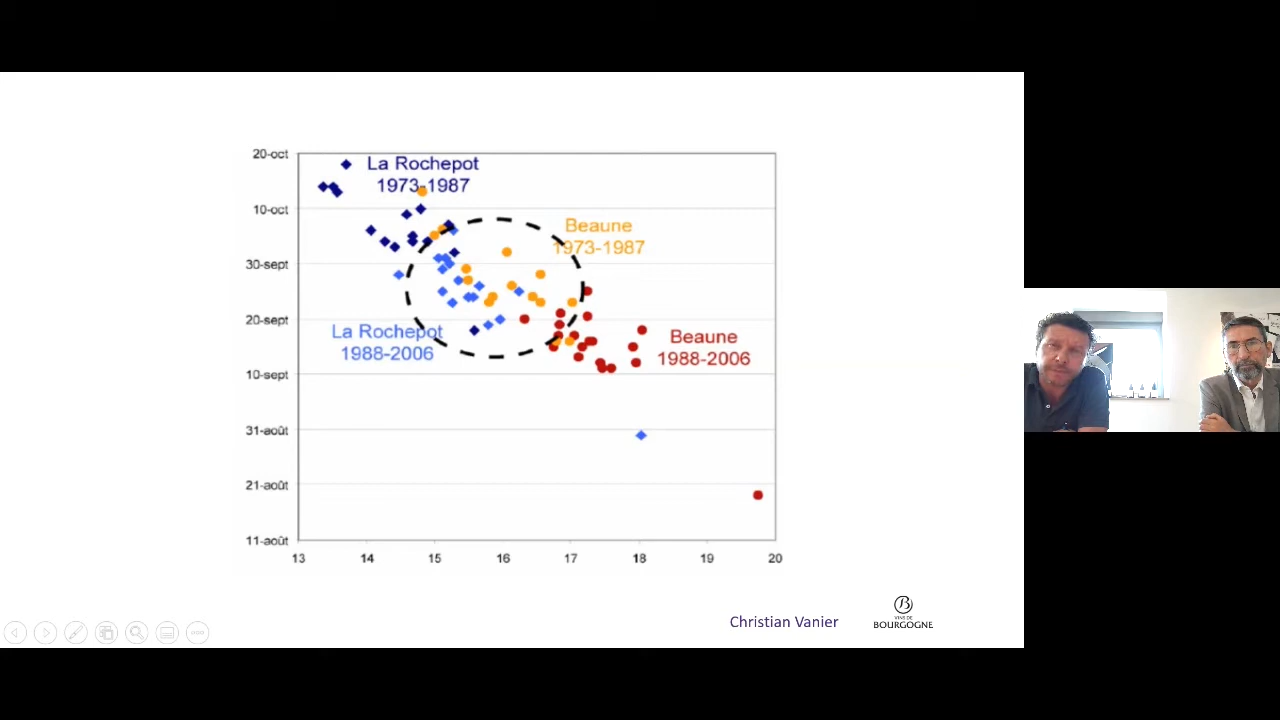 20-oct
La Rochepot
1973-1987
10-oct
Beaune
1973-1987
30-sept
20-sept
La Rochepot
1988-2006
Beaune
1988-2006
10-sept
31-août
21-août
11-août
13 14 15 16 17 18 19 20
Christian Vanier
B
VINS DE
BOURGOGNE